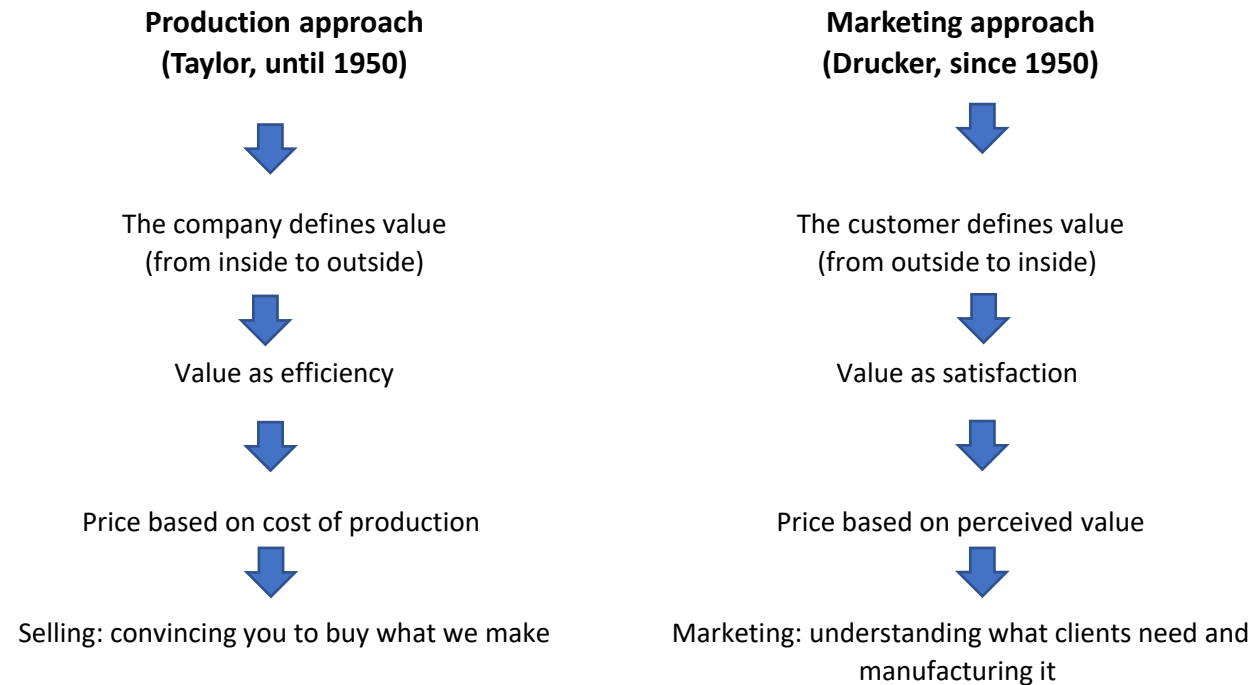 Production approach
(Taylor, until 1950)
The company defines value
(from inside to outside)
Value as efficiency
Price based on cost of production
Selling: convincing you to buy what we make
Marketing approach
(Drucker, since 1950)
The customer defines value
(from outside to inside)
Value as satisfaction
Price based on perceived value
Marketing: understanding what clients need and
manufacturing it